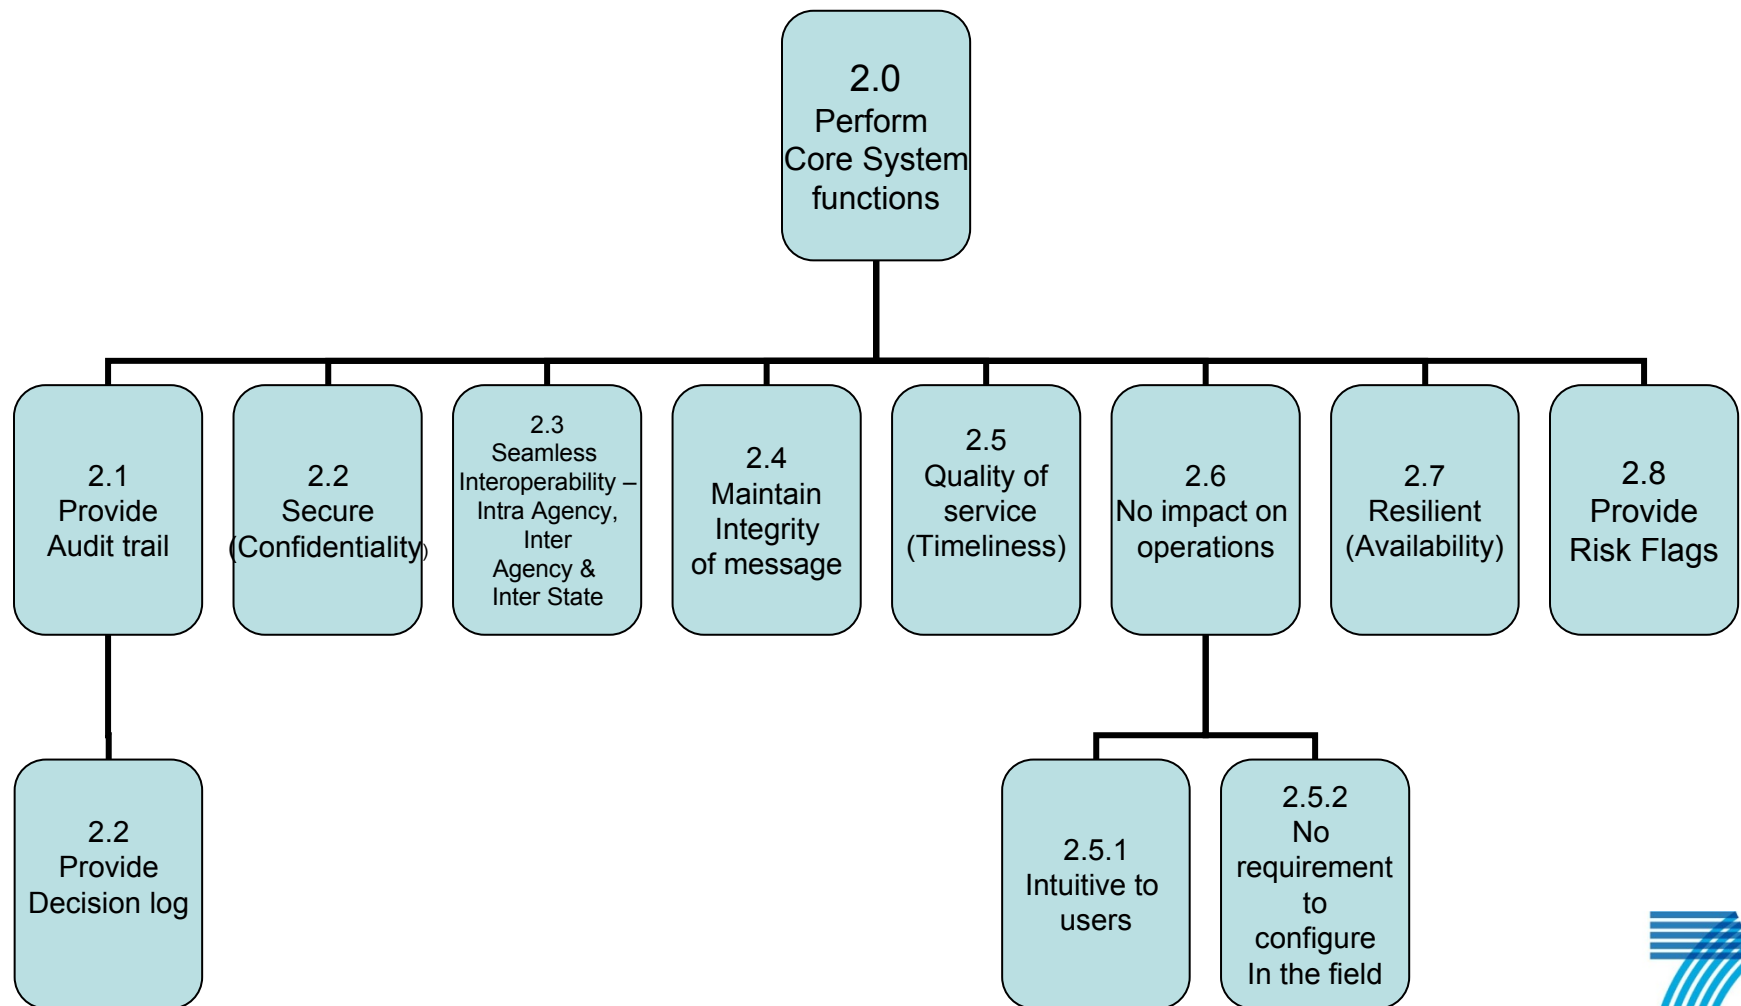 2.0
Perform
Core System
functions
2.1
Provide
Audit trail
2.2
Secure
(Confidentiality)
2.3
Seamless
Interoperability –
Intra Agency,
Inter
Agency &
Inter State
2.4
Maintain
Integrity
of message
2.5
Quality of
service
(Timeliness)
2.6
No impact on
operations
2.7
Resilient
(Availability)
2.8
Provide
Risk Flags
2.2
Provide
Decision log
2.5.1
Intuitive to
users
2.5.2
No
requirement
to
configure
In the field